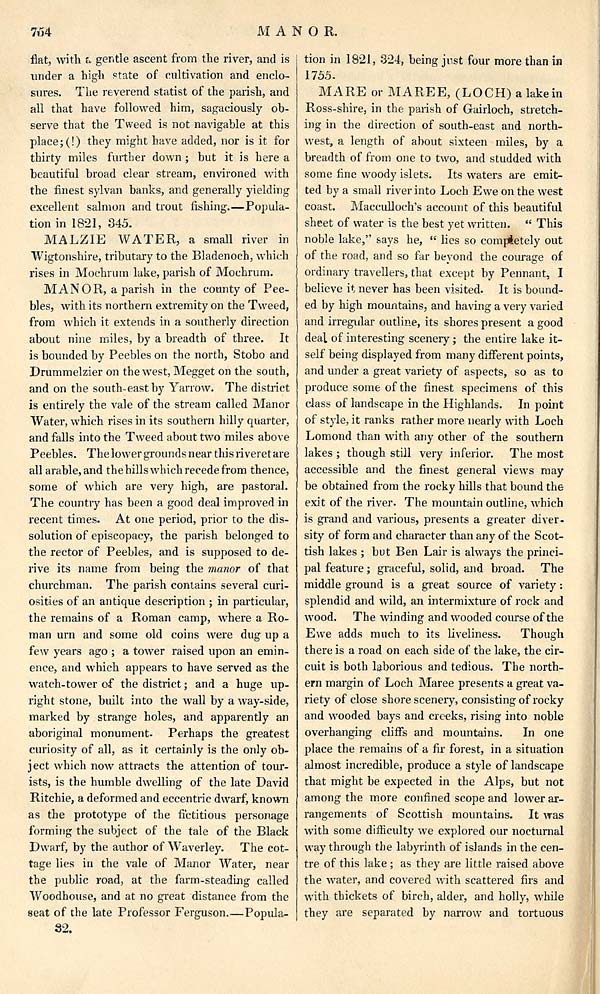 754
MANOR.
flat, with a gentle ascent from the river, and is
under a high state of cultivation and enclo-
sures. The reverend statist of the parish, and
all that have followed him, sagaciously ob-
serve that the Tweed is not navigable at this
place; (!) they might have added, nor is it for
thirty miles further down; but it is here a
beautiful broad clear stream, environed with
the finest sylvan banks, and generally yielding
excellent salmon and trout fishing.—Popula-
tion in 1821, 345.
MALZIE WATER, a small river in
Wigtonshire, tributary to the Bladenoch, which
rises in Mochrum lake, parish of Mochrum.
MANOR, a parish in the county of Pee-
bles, with its northern extremity on the Tweed,
from which it extends in a southerly direction
about nine miles, by a breadth of three. It
is bounded by Peebles on the north, Stobo and
Drummelzier on the west, Megget on the south,
and on the south-east by Yarrow. The district
is entirely the vale of the stream called Manor
Water, which rises in its southern hilly quarter,
and falls into the Tweed about two miles above
Peebles. The lower grounds near this riveret are
all arable, and the hills which recede from thence,
some of which are very high, are pastoral.
The country has been a good deal improved in
recent times. At one period, prior to the dis-
solution of episcopacy, the parish belonged to
the rector of Peebles, and is supposed to de-
rive its name from being the manor of that
churchman. The parish contains several curi-
osities of an antique description; in particular,
the remains of a Roman camp, where a Ro-
man urn and some old coins were dug up a
few years ago; a tower raised upon an emin-
ence, and which appears to have served as the
watch-tower of the district; and a huge up-
right stone, built into the wall by a way-side,
marked by strange holes, and apparently an
aboriginal monument. Perhaps the greatest
curiosity of all, as it certainly is the only ob-
ject which now attracts the attention of tour-
ists, is the humble dwelling of the late David
Ritchie, a deformed and eccentric dwarf, known
as the prototype of the fictitious personage
forming the subject of the tale of the Black
Dwarf, by the author of Waverley. The cot-
tage lies in the vale of Manor Water, near
the public road, at the farm-steading called
Woodhouse, and at no great distance from the
seat of the late Professor Ferguson.—Popula-
32.
tion in 1821, 324, being just four more than in
1755.
MARE or MAREE, (LOCH) a lake in
Ross-shire, in the parish of Gairloch, stretch-
ing in the direction of south-east and north-
west, a length of about sixteen miles, by a
breadth of from one to two, and studded with
some fine woody islets. Its waters are emit-
ted by a small river into Loch Ewe on the west
coast. Macculloch's account of this beautiful
sheet of water is the best yet written. " This
noble lake," says he, " lies so completely out
of the road, and so far beyond the courage of
ordinary travellers, that except by Pennant, I
believe it never has been visited. It is bound-
ed by high mountains, and having a very varied
and irregular outline, its shores present a good
deal of interesting scenery; the entire lake it-
self being displayed from many different points,
and under a great variety of aspects, so as to
produce some of the finest specimens of this
class of landscape in the Highlands. In point
of style, it ranks rather more nearly with Loch
Lomond than with any other of the southern
lakes; though still very inferior. The most
accessible and the finest general views may
be obtained from the rocky hills that bound the
exit of the river. The mountain outline, which
is grand and various, presents a greater diver-
sity of form and character than any of the Scot-
tish lakes; but Ben Lair is always the princi-
pal feature; graceful, solid, and broad. The
middle ground is a great source of variety:
splendid and wild, an intermixture of rock and
wood. The winding and wooded course of the
Ewe adds much to its liveliness. Though
there is a road on each side of the lake, the cir-
cuit is both laborious and tedious. The north-
ern margin of Loch Maree presents a great va-
riety of close shore scenery, consisting of rocky
and wooded bays and creeks, rising into noble
overhanging cliffs and mountains. In one
place the remains of a fir forest, in a situation
almost incredible, produce a style of landscape
that might be expected in the Alps, but not
among the more confined scope and lower ar-
rangements of Scottish mountains. It was
with some difficulty we explored our nocturnal
way through the labyrinth of islands in the cen-
tre of this lake; as they are little raised above
the water, and covered with scattered firs and
with thickets of birch, alder, and holly, while
they are separated by narrow and tortuous